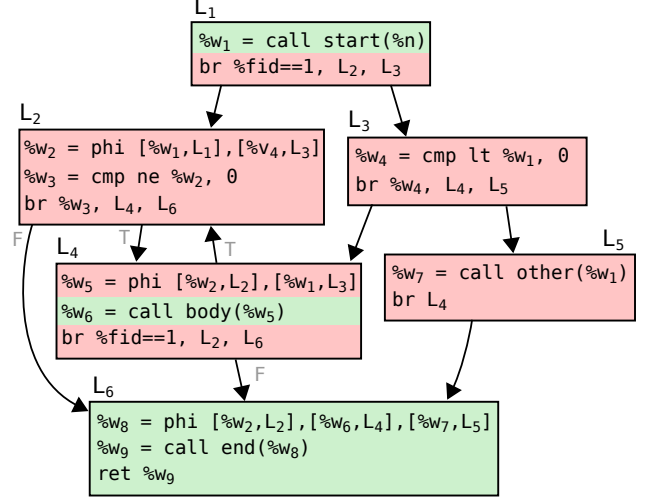 L₁
%w₁ = call start(%n)
br %fid==1, L₂, L₃
L₂
%w₂ = phi [%w₁,L₁],[%v₄,L₃]
%w₃ = cmp ne %w₂, 0
br %w₃, L₄, L₆
L₃
%w₄ = cmp lt %w₁, 0
br %w₄, L₄, L₅
F
T
T
L₄
%w₅ = phi [%w₂,L₂],[%w₁,L₃]
%w₆ = call body(%w₅)
br %fid==1, L₂, L₆
L₅
%w₇ = call other(%w₁)
br L₄
F
L₆
%w₈ = phi [%w₂,L₂],[%w₆,L₄],[%w₇,L₅]
%w₉ = call end(%w₈)
ret %w₉